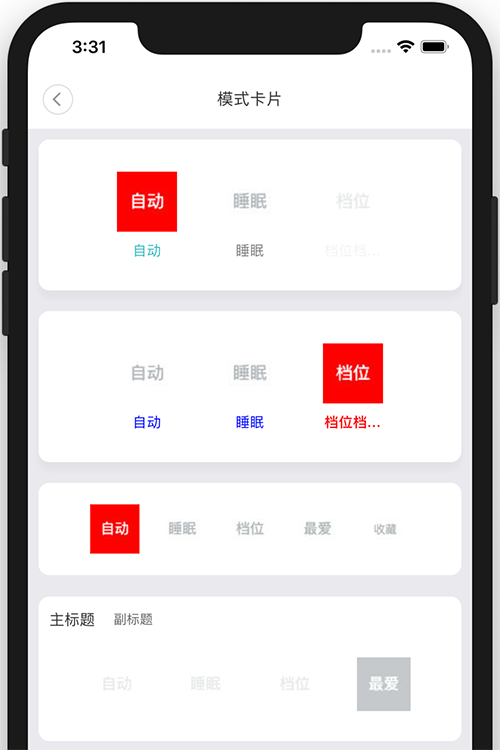 3:31
模式卡片
自动 睡眠 档位
自动 睡眠 档位档...
自动 睡眠 档位
自动 睡眠 档位档...
自动 睡眠 档位 最爱 收藏
主标题 副标题
自动 睡眠 档位 最爱